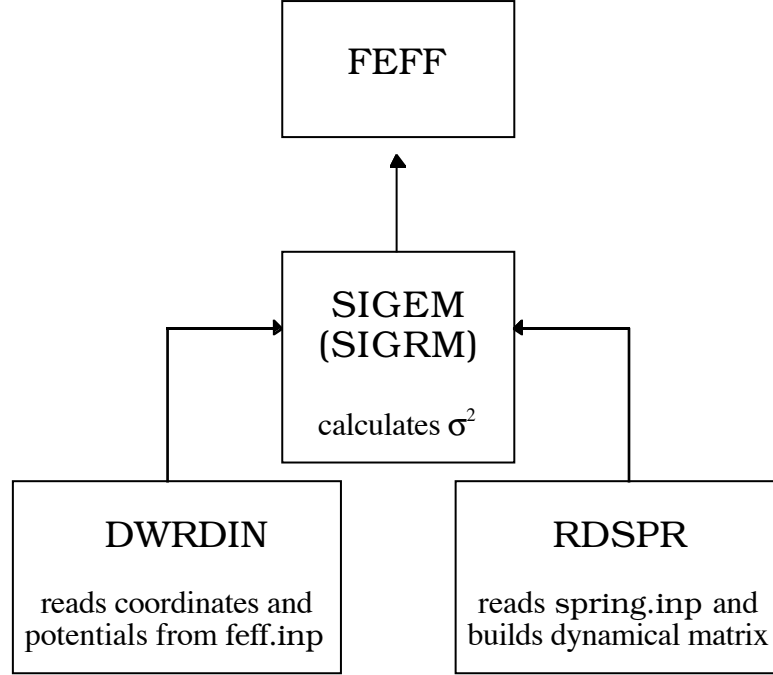 FEFF
SIGEM
(SIGRM)
calculates σ²
DWRDIN
reads coordinates and
potentials from feff.inp
RDSPR
reads spring.inp and
builds dynamical matrix